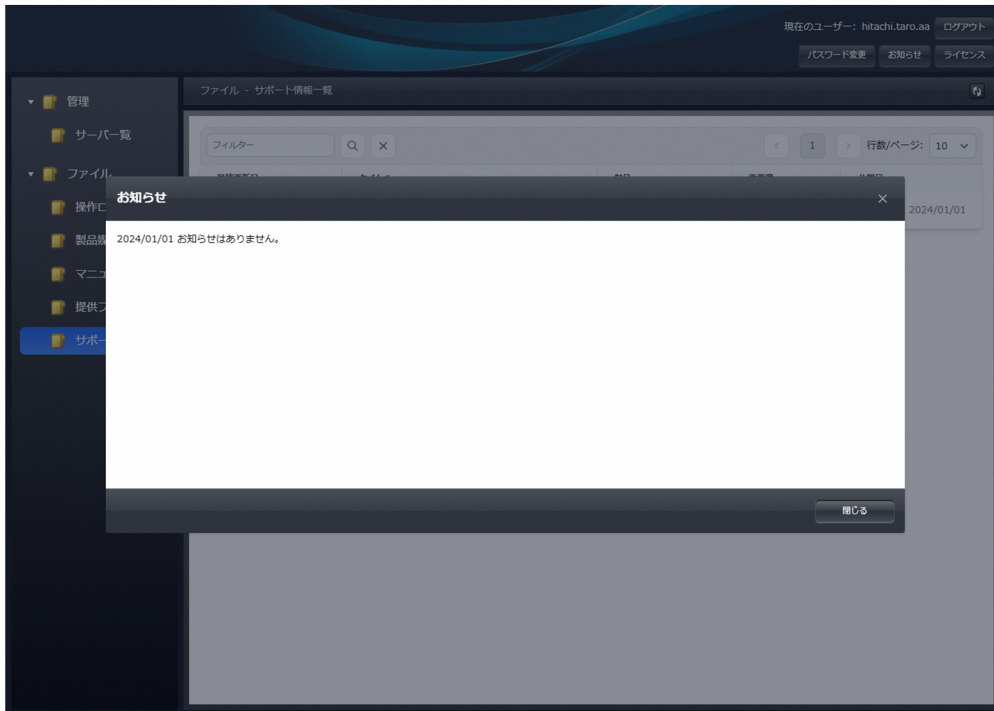 現在のユーザー: hitachi.taro.aa ログアウト
パスワード変更 お知らせ ライセンス
管理
サーバ一覧
ファイル
操作ロ
製品媒
マニュ
提供フ
サポー
ファイル - サポート情報一覧
フィルター
1
行数/ページ: 10
2024/01/01
お知らせ
2024/01/01 お知らせはありません。
閉じる